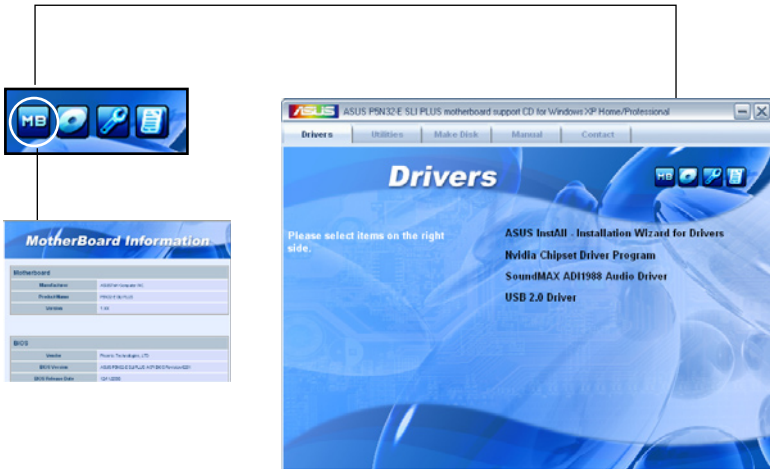 MB
ASUS ASUS P5N32-E SLI PLUS motherboard support CD for Windows XP Home/Professional
Drivers Utilities Make Disk Manual Contact
Drivers
MB
Please select items on the right
side.
ASUS InstAll - Installation Wizard for Drivers
Nvidia Chipset Driver Program
SoundMAX ADI1988 Audio Driver
USB 2.0 Driver
MotherBoard Information
Motherboard
Manufacturer
Product Name
Version
BIOS
Vendor
BIOS Version
BIOS Release Date